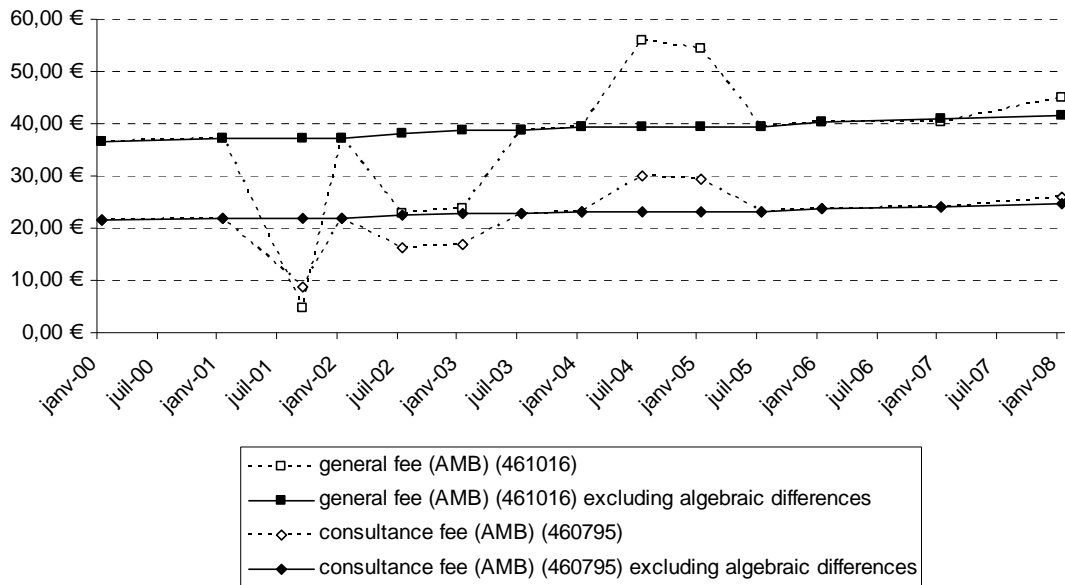 60,00 €
50,00 €
40,00 €
30,00 €
20,00 €
10,00 €
0,00 €
janv-00
juil-00
janv-01
juil-01
janv-02
juil-02
janv-03
juil-03
janv-04
juil-04
janv-05
juil-05
janv-06
juil-06
janv-07
juil-07
janv-08
general fee (AMB) (461016)
general fee (AMB) (461016) excluding algebraic differences
consultance fee (AMB) (460795)
consultance fee (AMB) (460795) excluding algebraic differences